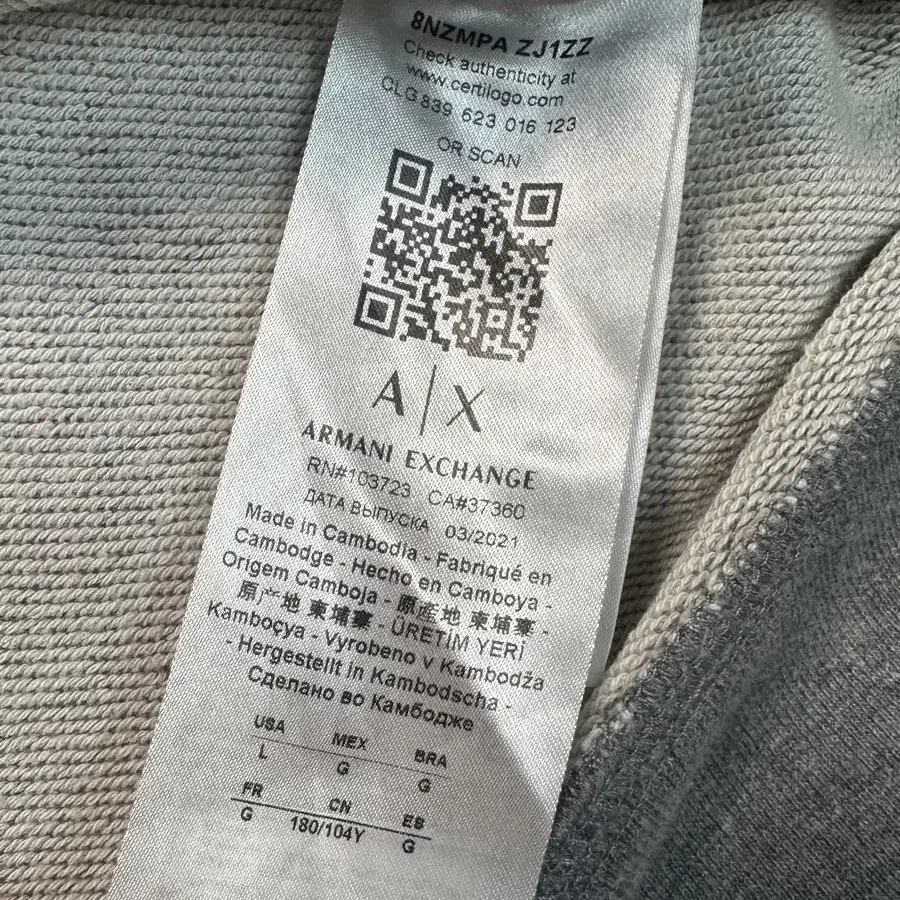 8NZMPA ZJ1ZZ
Check authenticity at
www.certilogo.com
CLG 839 623 016 123
OR SCAN
A|X
ARMANI EXCHANGE
RN#103723 CA#37360
ДАТА ВЫПУСКА 03/2021
Made in Cambodia - Fabriqué en
Cambodge - Hecho en Camboya -
Origem Camboja - 原産地 柬埔寨 -
原产地 柬埔寨 - ÜRETİM YERİ
Kamboçya - Vyrobeno v Kambodža
- Hergestellt in Kambodscha -
Сделано во Камбодже
USA MEX BRA
L G G
FR CN ES
G 180/104Y G